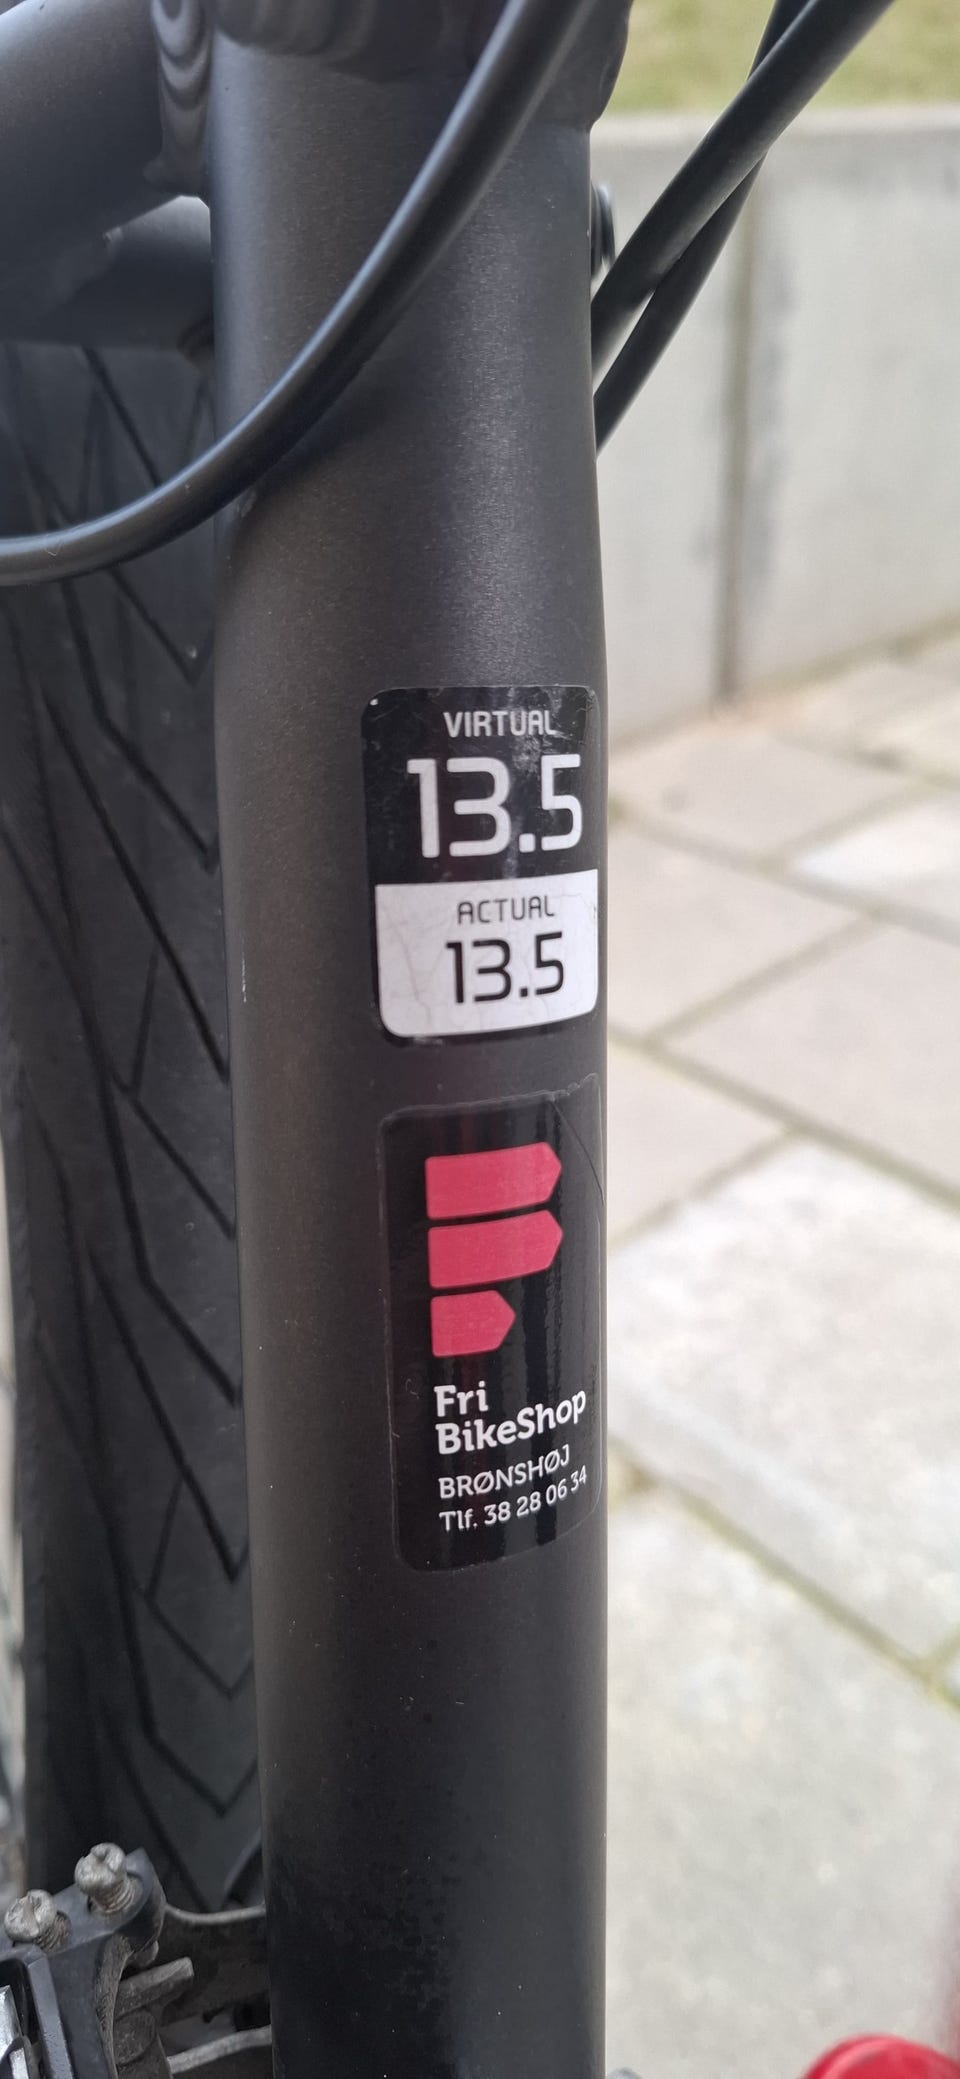 VIRTUAL
13.5
ACTUAL
13.5
Fri
BikeShop
BRØNSHØJ
Tlf. 38 28 06 34